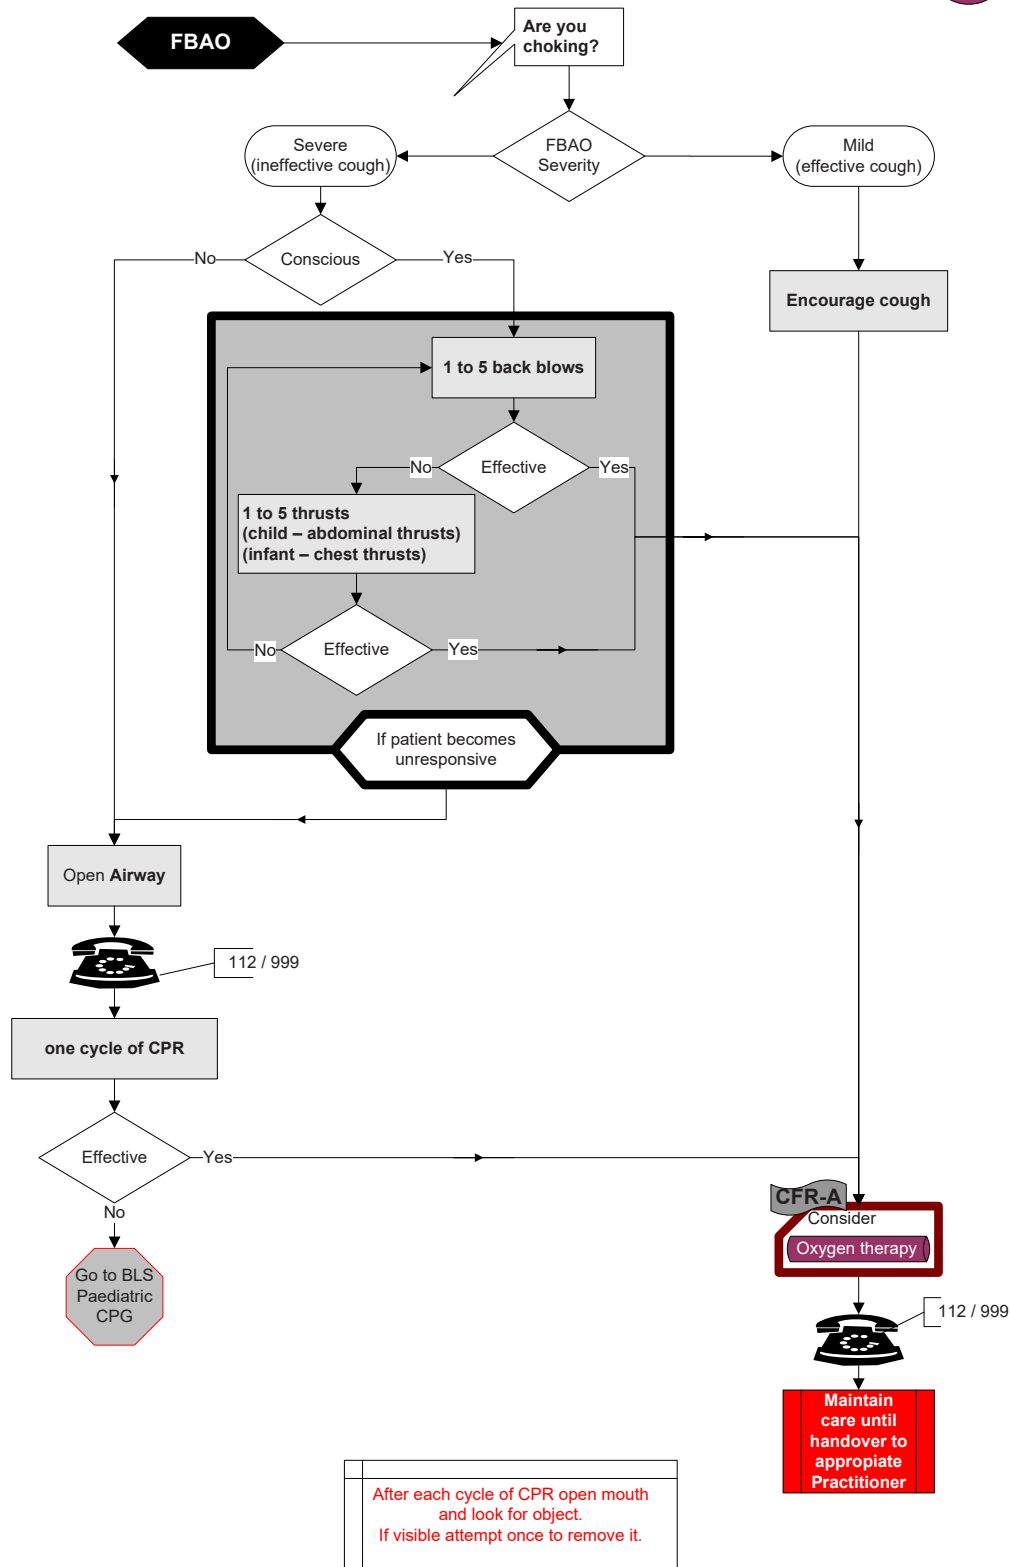 FBAO
Are you
choking?
FBAO
Severity
Severe
(ineffective cough)
Mild
(effective cough)
No
Conscious
Yes
Encourage cough
1 to 5 back blows
No
Effective
Yes
1 to 5 thrusts
(child – abdominal thrusts)
(infant – chest thrusts)
No
Effective
Yes
If patient becomes
unresponsive
Open Airway
112 / 999
one cycle of CPR
Effective
Yes
No
Go to BLS
Paediatric
CPG
CFR-A
Consider
Oxygen therapy
112 / 999
Maintain
care until
handover to
appropiate
Practitioner
After each cycle of CPR open mouth
and look for object.
If visible attempt once to remove it.